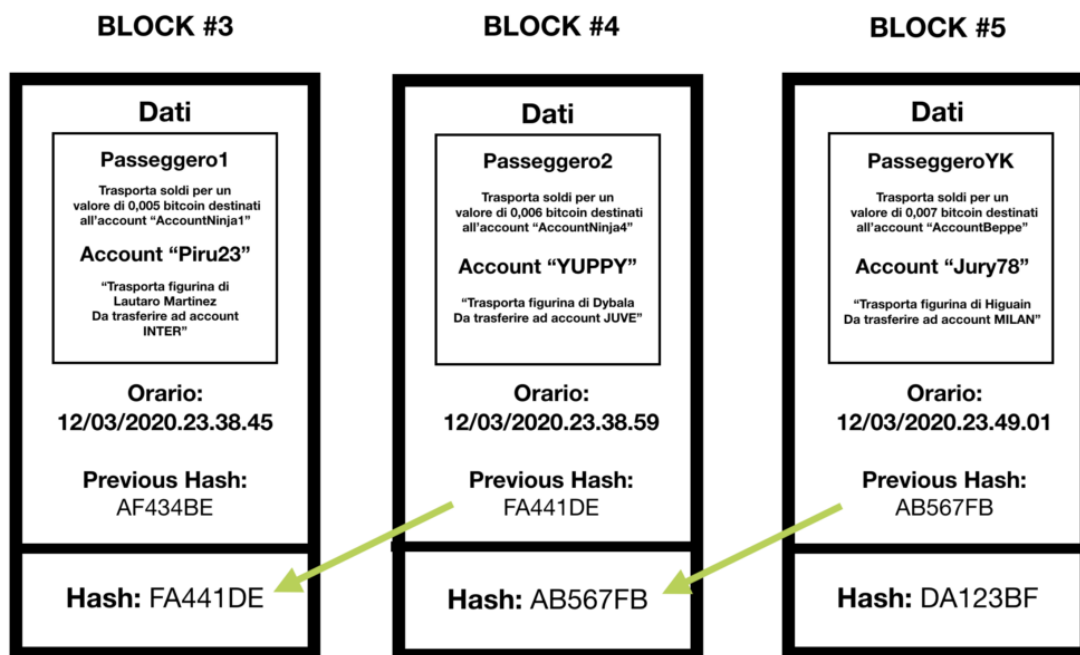 BLOCK #3
Dati
Passeggero1
Trasporta soldi per un
valore di 0,005 bitcoin destinati
all'account “AccountNinja1”
Account “Piru23”
“Trasporta figurina di
Lautaro Martinez
Da trasferire ad account
INTER”
Orario:
12/03/2020.23.38.45
Previous Hash:
AF434BE
Hash: FA441DE
BLOCK #4
Dati
Passeggero2
Trasporta soldi per un
valore di 0,006 bitcoin destinati
all'account “AccountNinja4”
Account “YUPPY”
“Trasporta figurina di Dybala
Da trasferire ad account JUVE”
Orario:
12/03/2020.23.38.59
Previous Hash:
FA441DE
Hash: AB567FB
BLOCK #5
Dati
PasseggeroYK
Trasporta soldi per un
valore di 0,007 bitcoin destinati
all'account “AccountBeppe”
Account “Jury78”
“Trasporta figurina di Higuain
Da trasferire ad account MILAN”
Orario:
12/03/2020.23.49.01
Previous Hash:
AB567FB
Hash: DA123BF